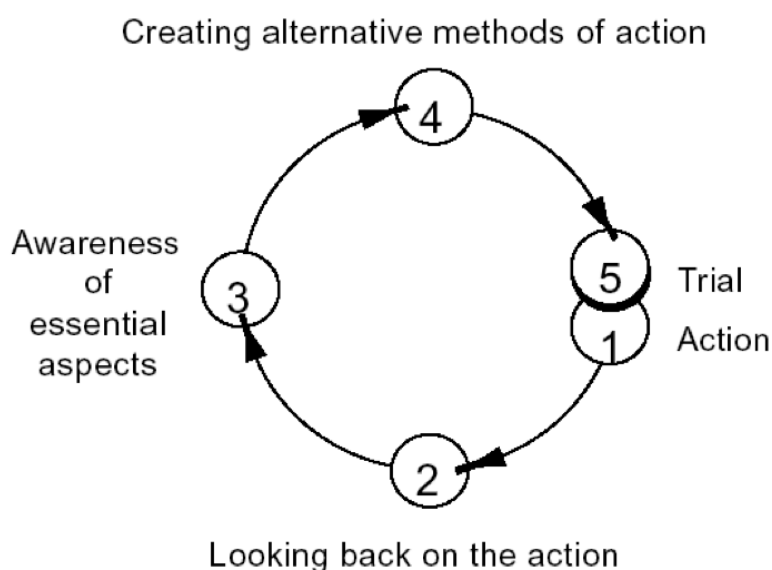 Creating alternative methods of action
4
Awareness
of
essential
aspects
3
5
Trial
1
Action
2
Looking back on the action